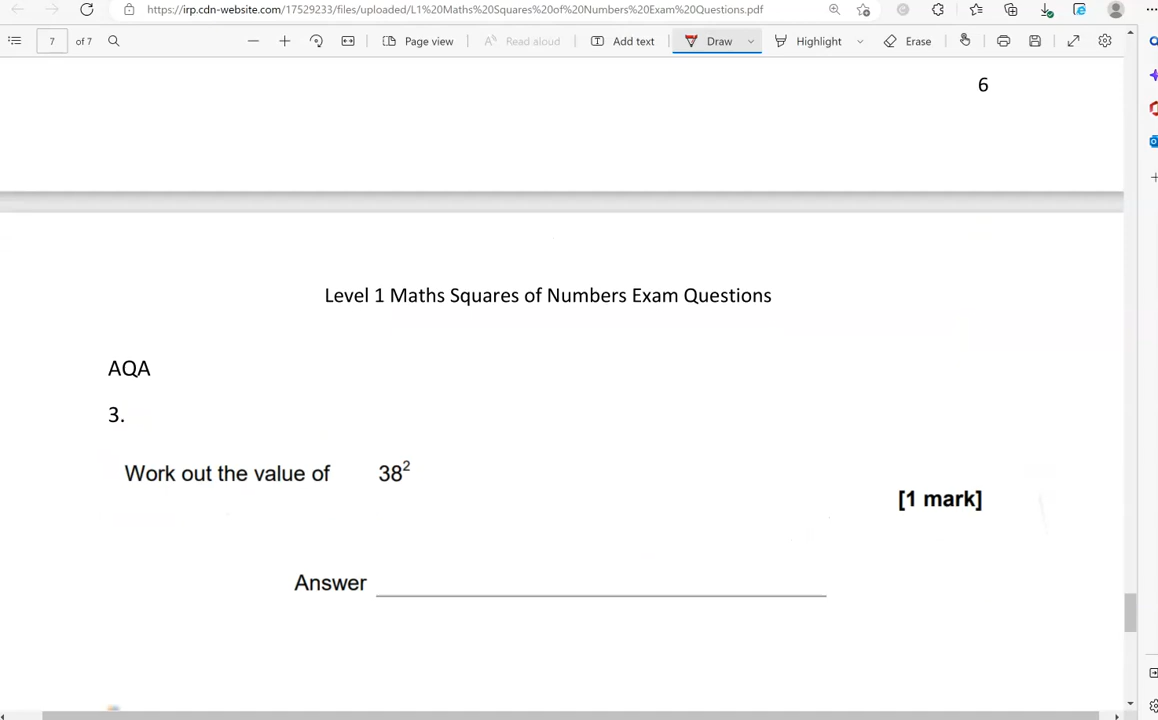 https://irp.cdn-website.com/17529233/files/uploaded/L1%20Maths%20Squares%20of%20Numbers%20Exam%20Questions.pdf
7 of 7 Page view Read aloud Add text Draw Highlight Erase
6
Level 1 Maths Squares of Numbers Exam Questions
AQA
3.
Work out the value of 38²
[1 mark]
Answer